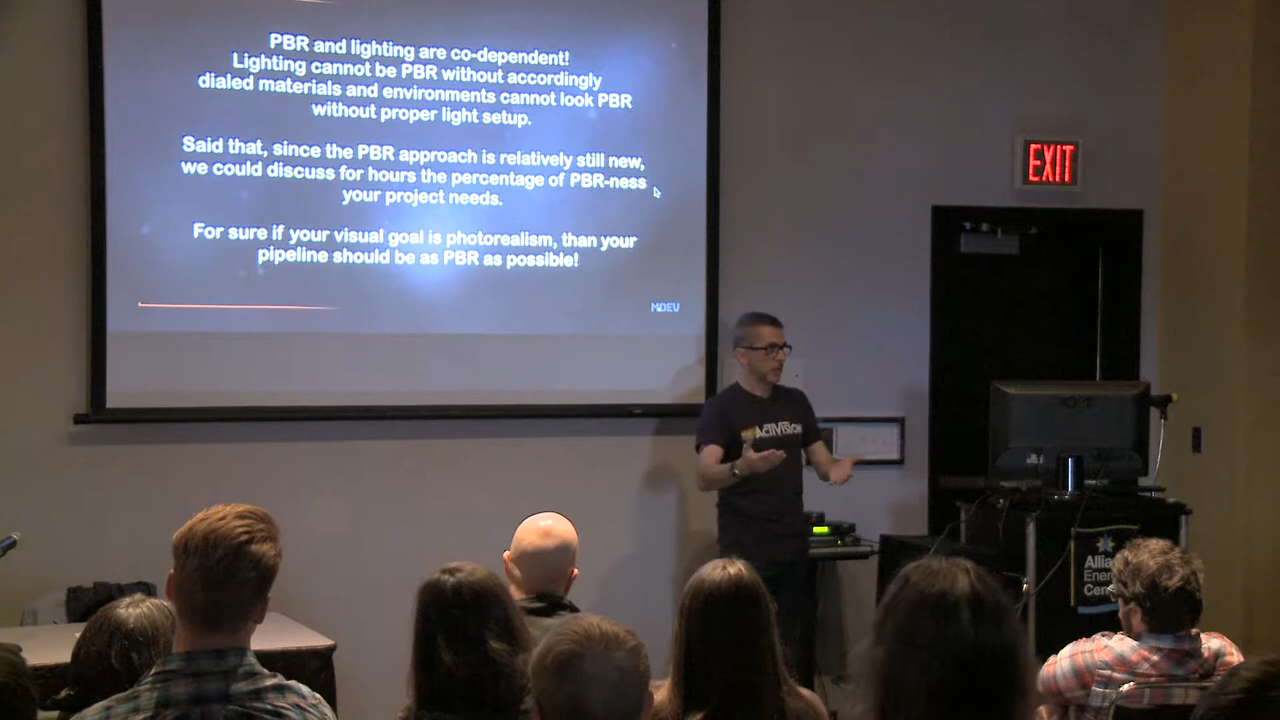 PBR and lighting are co-dependent!
Lighting cannot be PBR without accordingly
dialed materials and environments cannot look PBR
without proper light setup.
Said that, since the PBR approach is relatively still new,
we could discuss for hours the percentage of PBR-ness
your project needs.
For sure if your visual goal is photorealism, than your
pipeline should be as PBR as possible!
MDEV
EXIT
ACTIVISION
Allia
Ener
Cen